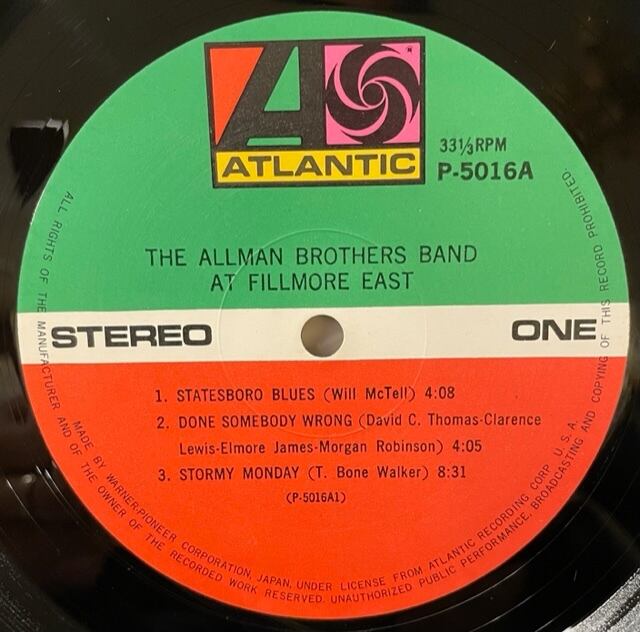 ATLANTIC
33⅓RPM
P-5016A
THE ALLMAN BROTHERS BAND
AT FILLMORE EAST
STEREO
ONE
1. STATESBORO BLUES (Will McTell) 4:08
2. DONE SOMEBODY WRONG (David C. Thomas-Clarence
Lewis-Elmore James-Morgan Robinson) 4:05
3. STORMY MONDAY (T. Bone Walker) 8:31
(P-5016A1)
MADE BY WARNER-PIONEER CORPORATION, JAPAN, UNDER LICENSE FROM ATLANTIC RECORDING CORP. U.S.A.
ALL RIGHTS OF THE MANUFACTURER AND OF THE OWNER OF THE RECORDED WORK RESERVED. UNAUTHORIZED PUBLIC PERFORMANCE, BROADCASTING AND COPYING OF THIS RECORD PROHIBITED.